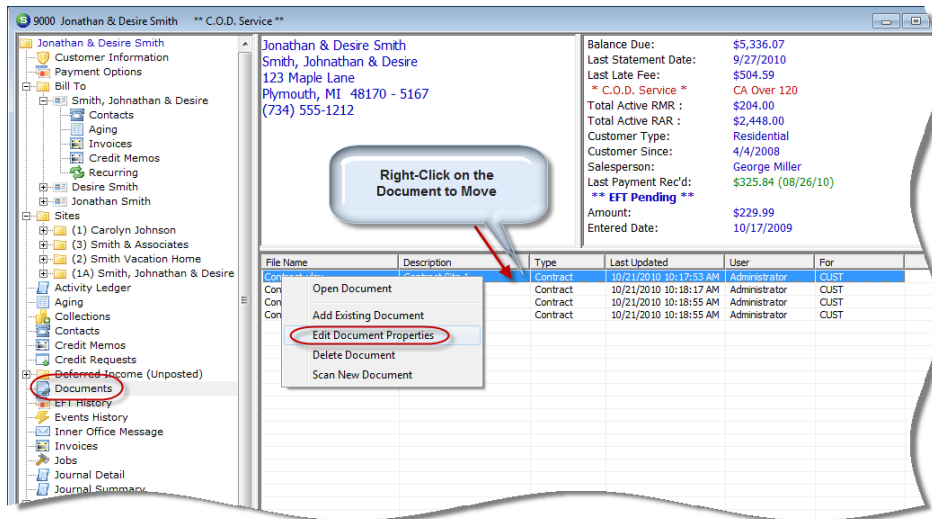 9000 Jonathan & Desire Smith ** C.O.D. Service **
Jonathan & Desire Smith
Customer Information
Payment Options
Bill To
Smith, Johnathan & Desire
Contacts
Aging
Invoices
Credit Memos
Recurring
Desire Smith
Jonathan Smith
Sites
(1) Carolyn Johnson
(3) Smith & Associates
(2) Smith Vacation Home
(1A) Smith, Johnathan & Desire
Activity Ledger
Aging
Collections
Contacts
Credit Memos
Credit Requests
Deferred Income (Unposted)
Documents
EFT History
Events History
Inner Office Message
Invoices
Jobs
Journal Detail
Journal Summary
Jonathan & Desire Smith
Smith, Johnathan & Desire
123 Maple Lane
Plymouth, MI 48170 - 5167
(734) 555-1212
Balance Due: $5,336.07
Last Statement Date: 9/27/2010
Last Late Fee: $504.59
* C.O.D. Service * CA Over 120
Total Active RMR : $204.00
Total Active RAR : $2,448.00
Customer Type: Residential
Customer Since: 4/4/2008
Salesperson: George Miller
Last Payment Rec'd: $325.84 (08/26/10)
** EFT Pending **
Amount: $229.99
Entered Date: 10/17/2009
Right-Click on the
Document to Move
File Name Description Type Last Updated User For
Contract 10/21/2010 10:17:53 AM Administrator CUST
Con Contract 10/21/2010 10:18:17 AM Administrator CUST
Con Contract 10/21/2010 10:18:55 AM Administrator CUST
Con Contract 10/21/2010 10:18:55 AM Administrator CUST
Open Document
Add Existing Document
Edit Document Properties
Delete Document
Scan New Document